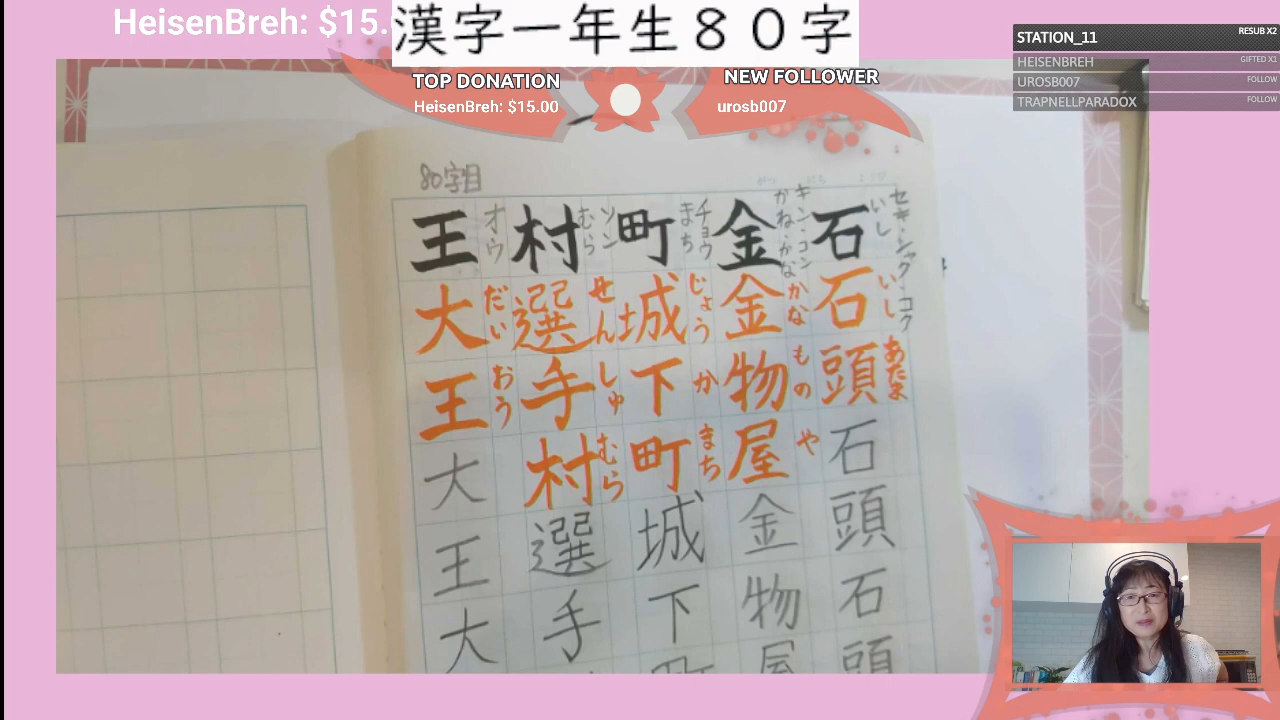 HeisenBreh: $15.
漢字一年生８０字
TOP DONATION
HeisenBreh: $15.00
NEW FOLLOWER
urosb007
STATION_11 RESUB X2
HEISENBREH GIFTED X1
UROSB007 FOLLOW
TRAPNELLPARADOX FOLLOW
80字目
石 いし セキ・シャク・コク
石頭 いしあたま
石頭石頭
金 かね・かな キン・コン
金物屋 かなものや
金物屋
町 まち チョウ
城下町 じょうかまち
城下町
村 むら ソン
選手村 せんしゅむら
選手
王 オウ
大王 だいおう
大王大